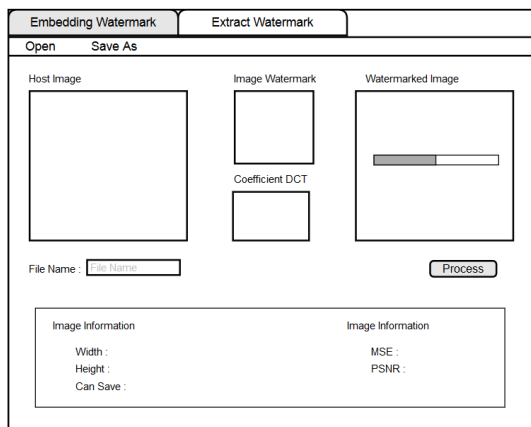 Embedding Watermark Extract Watermark
Open Save As
Host Image Image Watermark Watermarked Image
Coefficient DCT
File Name : File Name Process
Image Information Image Information
Width : MSE :
Height : PSNR :
Can Save :